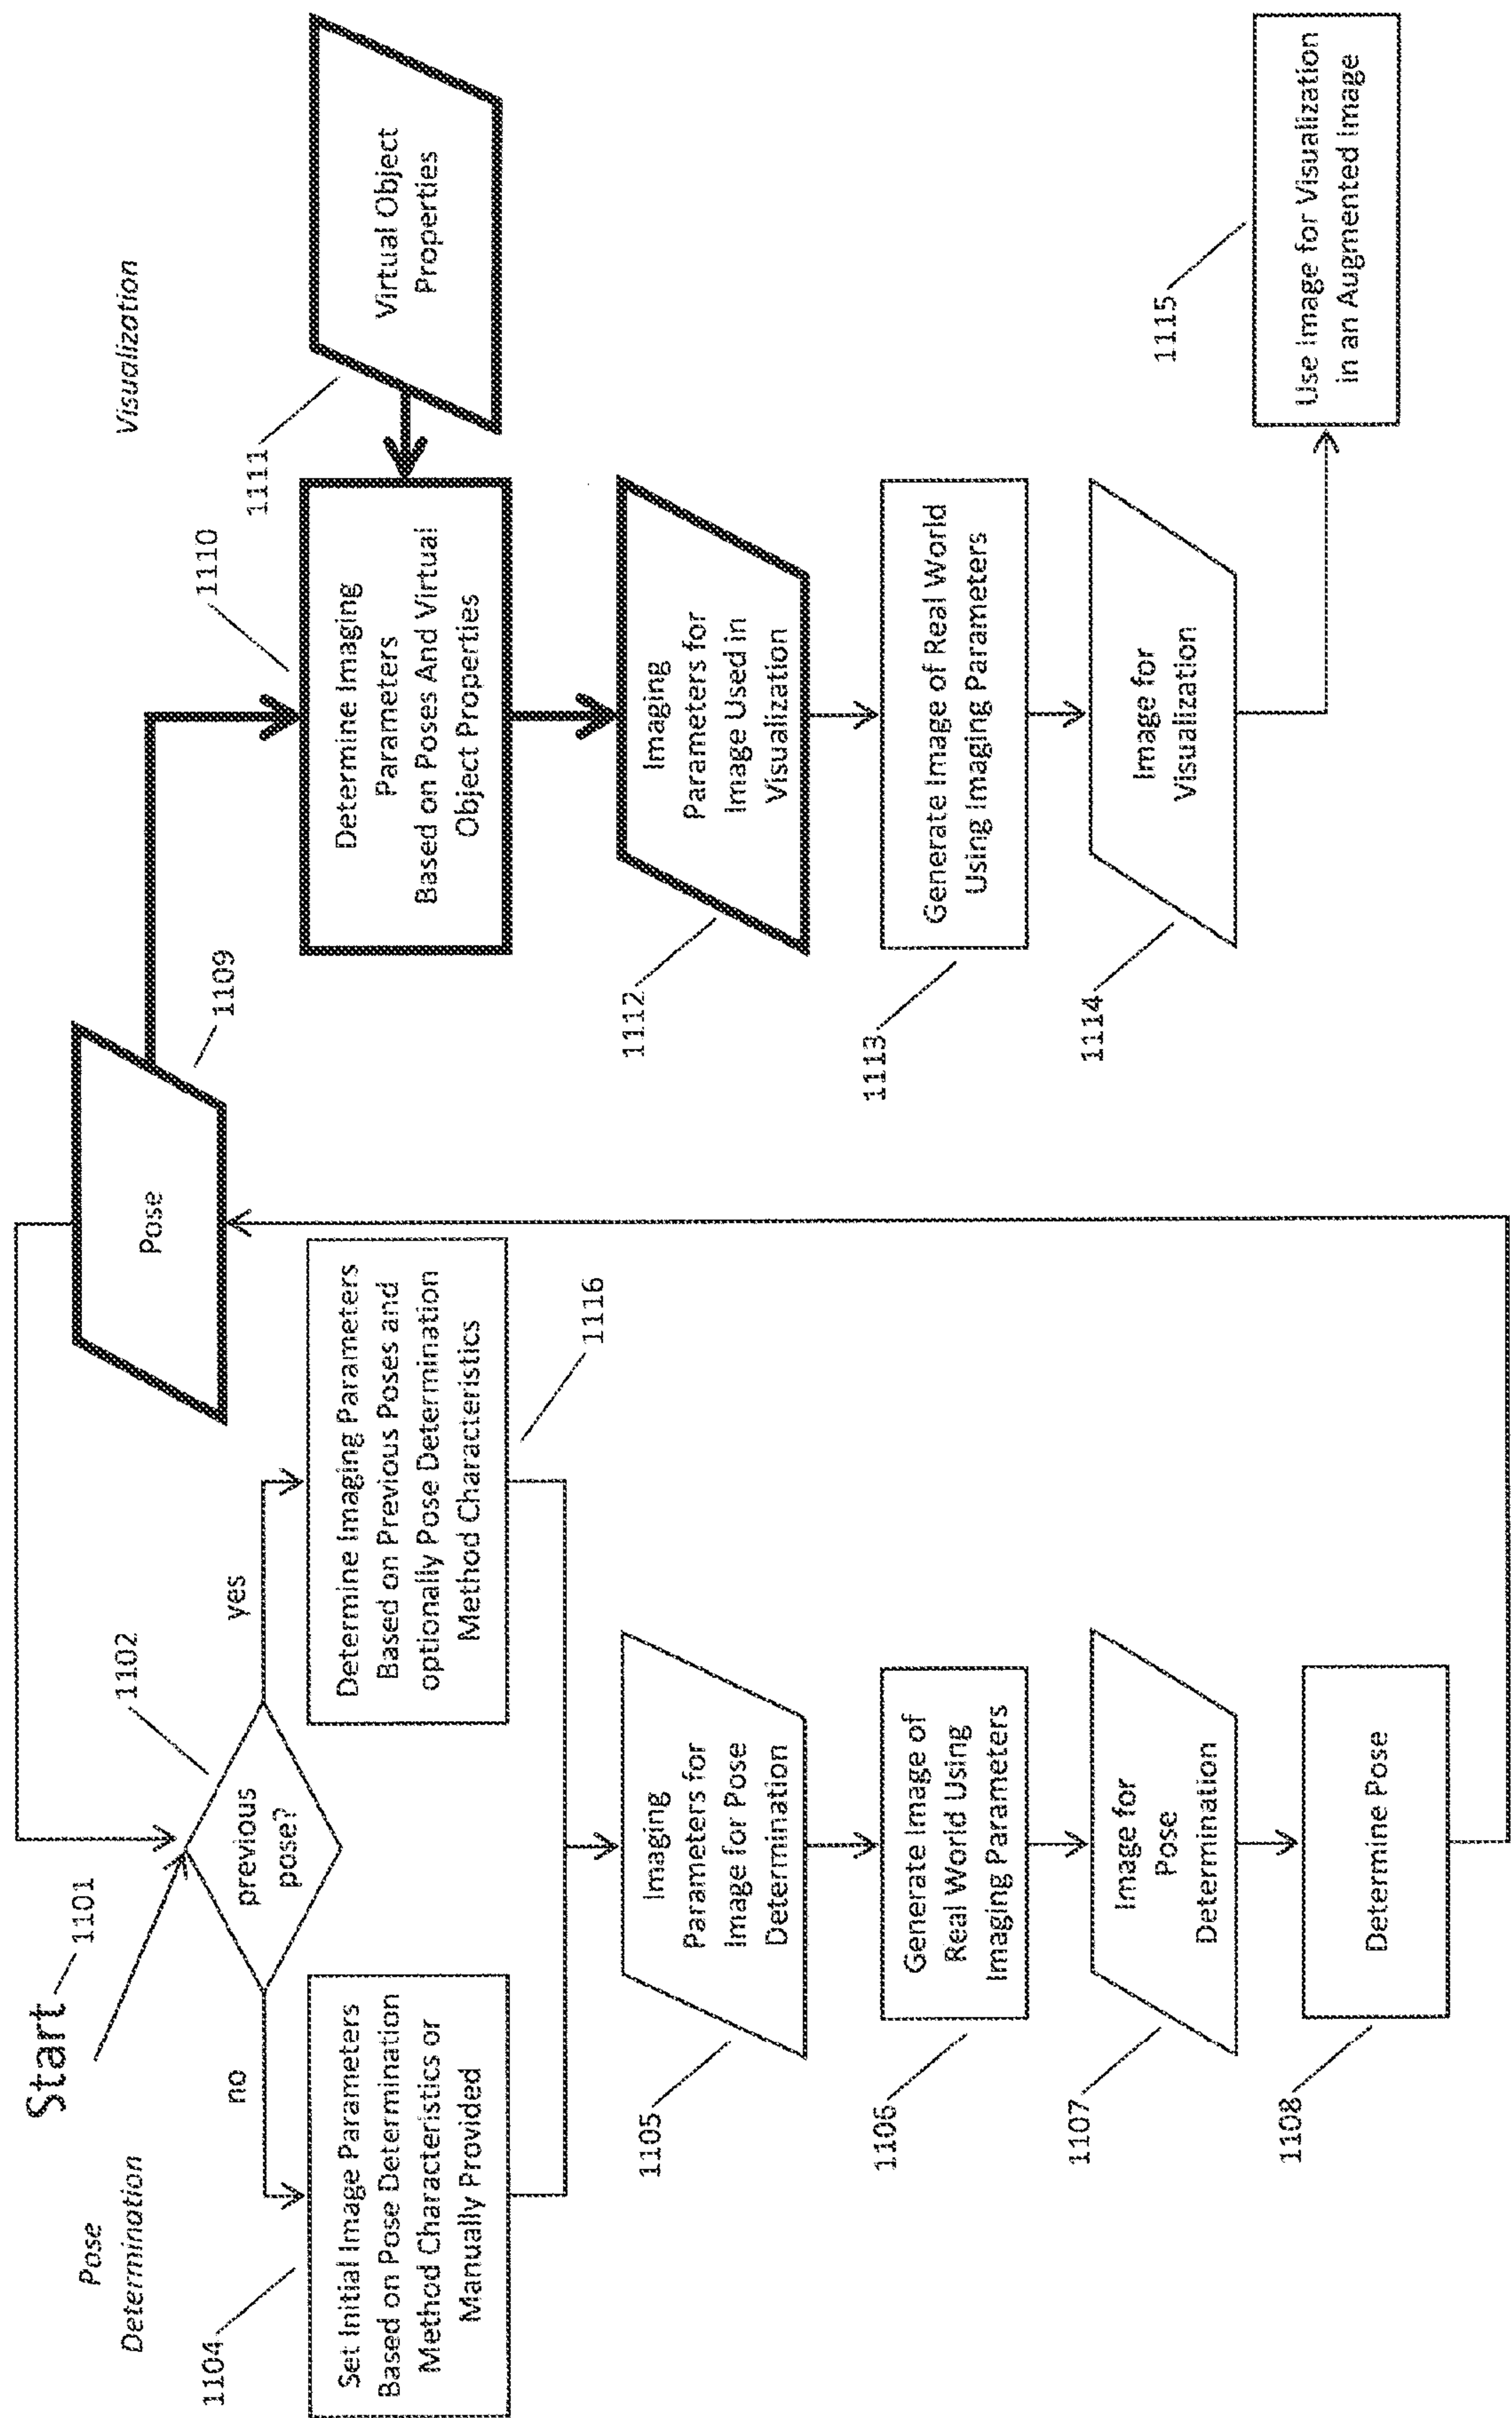 Pose
Determination
Start
1101
1102
previous
pose?
no
yes
1104
Set Initial Image Parameters
Based on Pose Determination
Method Characteristics or
Manually Provided
Determine Imaging Parameters
Based on Previous Poses and
optionally Pose Determination
Method Characteristics
1116
1105
Imaging
Parameters for
Image for Pose
Determination
1106
Generate Image of
Real World Using
Imaging Parameters
1107
Image for
Pose
Determination
1108
Determine Pose
Pose
1109
Visualization
1110
Determine Imaging
Parameters
Based on Poses And Virtual
Object Properties
1111
Virtual Object
Properties
1112
Imaging
Parameters for
Image Used in
Visualization
1113
Generate Image of Real World
Using Imaging Parameters
1114
Image for
Visualization
1115
Use Image for Visualization
in an Augmented Image